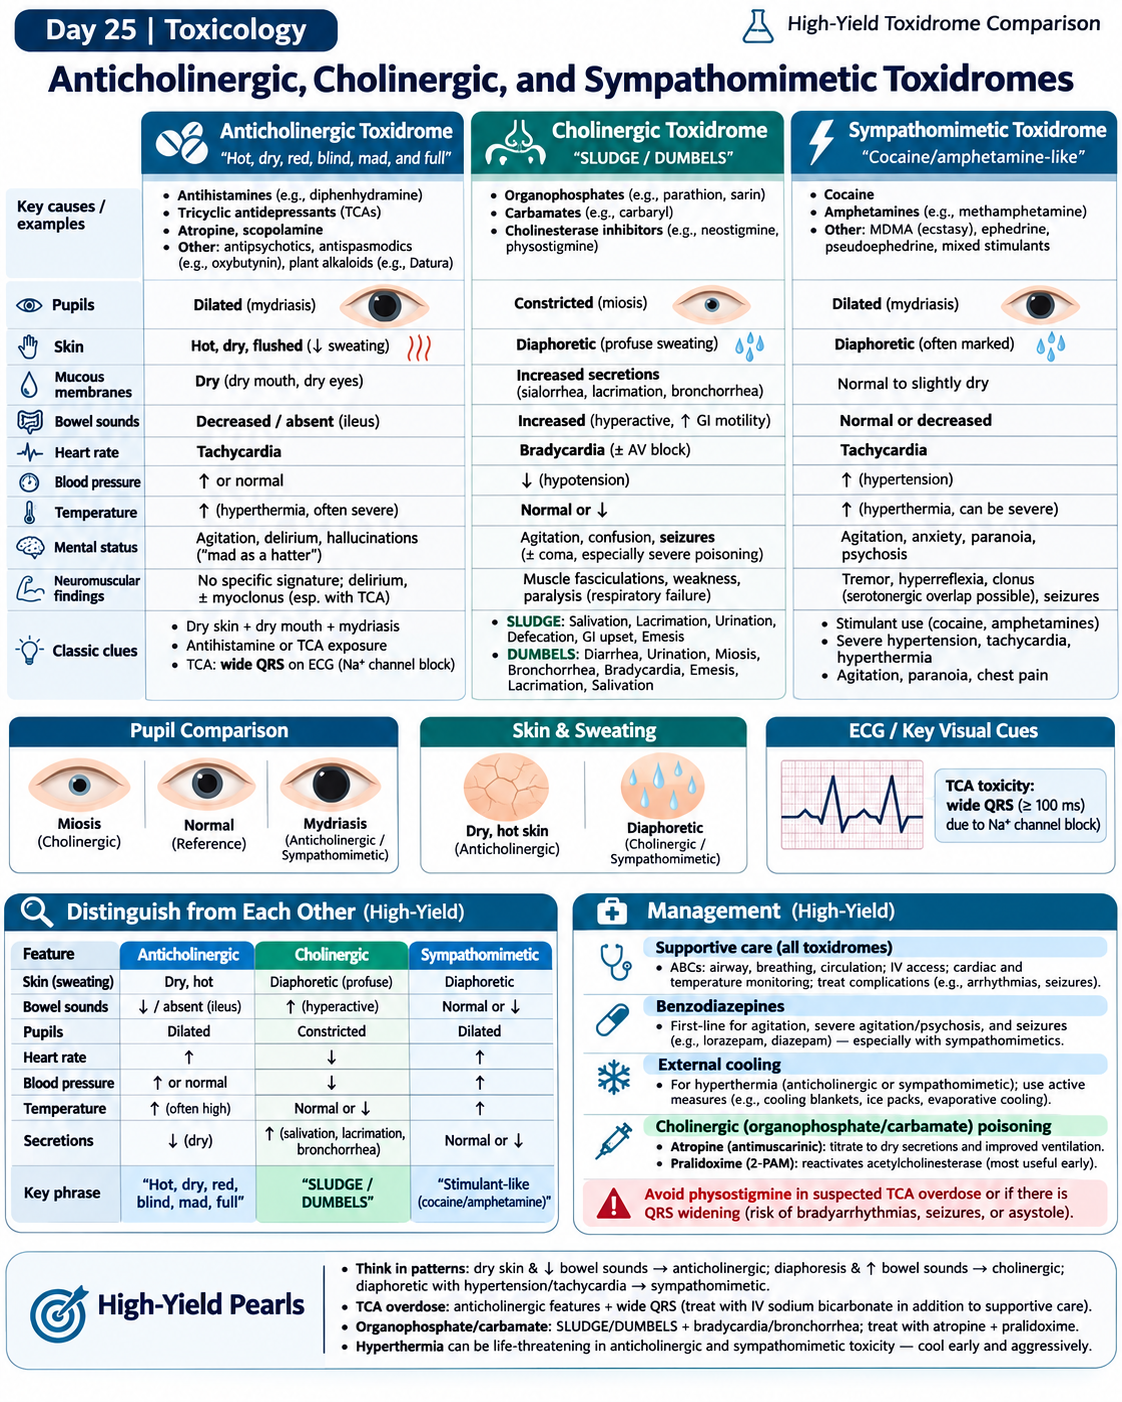 Day 25 | Toxicology
High-Yield Toxidrome Comparison
Anticholinergic, Cholinergic, and Sympathomimetic Toxidromes
Anticholinergic Toxidrome
“Hot, dry, red, blind, mad, and full”
Cholinergic Toxidrome
“SLUDGE / DUMBELS”
Sympathomimetic Toxidrome
“Cocaine/amphetamine-like”
Key causes /
examples
• Antihistamines (e.g., diphenhydramine)
• Tricyclic antidepressants (TCAs)
• Atropine, scopolamine
• Other: antipsychotics, antispasmodics
(e.g., oxybutynin), plant alkaloids (e.g., Datura)
• Organophosphates (e.g., parathion, sarin)
• Carbamates (e.g., carbaryl)
• Cholinesterase inhibitors (e.g., neostigmine,
physostigmine)
• Cocaine
• Amphetamines (e.g., methamphetamine)
• Other: MDMA (ecstasy), ephedrine,
pseudoephedrine, mixed stimulants
Pupils
Dilated (mydriasis)
Constricted (miosis)
Dilated (mydriasis)
Skin
Hot, dry, flushed (↓ sweating)
Diaphoretic (profuse sweating)
Diaphoretic (often marked)
Mucous
membranes
Dry (dry mouth, dry eyes)
Increased secretions
(sialorrhea, lacrimation, bronchorrhea)
Normal to slightly dry
Bowel sounds
Decreased / absent (ileus)
Increased (hyperactive, ↑ GI motility)
Normal or decreased
Heart rate
Tachycardia
Bradycardia (± AV block)
Tachycardia
Blood pressure
↑ or normal
↓ (hypotension)
↑ (hypertension)
Temperature
↑ (hyperthermia, often severe)
Normal or ↓
↑ (hyperthermia, can be severe)
Mental status
Agitation, delirium, hallucinations
(“mad as a hatter”)
Agitation, confusion, seizures
(± coma, especially severe poisoning)
Agitation, anxiety, paranoia,
psychosis
Neuromuscular
findings
No specific signature; delirium,
± myoclonus (esp. with TCA)
Muscle fasciculations, weakness,
paralysis (respiratory failure)
Tremor, hyperreflexia, clonus
(serotonergic overlap possible), seizures
Classic clues
• Dry skin + dry mouth + mydriasis
• Antihistamine or TCA exposure
• TCA: wide QRS on ECG (Na⁺ channel block)
• SLUDGE: Salivation, Lacrimation, Urination,
Defecation, GI upset, Emesis
• DUMBELS: Diarrhea, Urination, Miosis,
Bronchorrhea, Bradycardia, Emesis,
Lacrimation, Salivation
• Stimulant use (cocaine, amphetamines)
• Severe hypertension, tachycardia,
hyperthermia
• Agitation, paranoia, chest pain
Pupil Comparison
Miosis
(Cholinergic)
Normal
(Reference)
Mydriasis
(Anticholinergic /
Sympathomimetic)
Skin & Sweating
Dry, hot skin
(Anticholinergic)
Diaphoretic
(Cholinergic /
Sympathomimetic)
ECG / Key Visual Cues
TCA toxicity:
wide QRS (≥ 100 ms)
due to Na⁺ channel block)
Distinguish from Each Other (High-Yield)
Feature
Anticholinergic
Cholinergic
Sympathomimetic
Skin (sweating)
Dry, hot
Diaphoretic (profuse)
Diaphoretic
Bowel sounds
↓ / absent (ileus)
↑ (hyperactive)
Normal or ↓
Pupils
Dilated
Constricted
Dilated
Heart rate
↑
↓
↑
Blood pressure
↑ or normal
↓
↑
Temperature
↑ (often high)
Normal or ↓
↑
Secretions
↓ (dry)
↑ (salivation, lacrimation,
bronchorrhea)
Normal or ↓
Key phrase
“Hot, dry, red,
blind, mad, full”
“SLUDGE /
DUMBELS”
“Stimulant-like
(cocaine/amphetamine)”
Management (High-Yield)
Supportive care (all toxidromes)
• ABCs: airway, breathing, circulation; IV access; cardiac and
temperature monitoring; treat complications (e.g., arrhythmias, seizures).
Benzodiazepines
• First-line for agitation, severe agitation/psychosis, and seizures
(e.g., lorazepam, diazepam) — especially with sympathomimetics.
External cooling
• For hyperthermia (anticholinergic or sympathomimetic); use active
measures (e.g., cooling blankets, ice packs, evaporative cooling).
Cholinergic (organophosphate/carbamate) poisoning
• Atropine (antimuscarinic): titrate to dry secretions and improved ventilation.
• Pralidoxime (2-PAM): reactivates acetylcholinesterase (most useful early).
Avoid physostigmine in suspected TCA overdose or if there is
QRS widening (risk of bradyarrhythmias, seizures, or asystole).
High-Yield Pearls
• Think in patterns: dry skin & ↓ bowel sounds → anticholinergic; diaphoresis & ↑ bowel sounds → cholinergic;
diaphoretic with hypertension/tachycardia → sympathomimetic.
• TCA overdose: anticholinergic features + wide QRS (treat with IV sodium bicarbonate in addition to supportive care).
• Organophosphate/carbamate: SLUDGE/DUMBELS + bradycardia/bronchorrhea; treat with atropine + pralidoxime.
• Hyperthermia can be life-threatening in anticholinergic and sympathomimetic toxicity — cool early and aggressively.